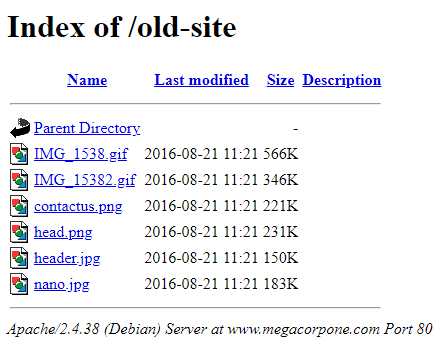 Index of /old-site
Name Last modified Size Description
Parent Directory -
IMG_1538.gif 2016-08-21 11:21 566K
IMG_15382.gif 2016-08-21 11:21 346K
contactus.png 2016-08-21 11:21 221K
head.png 2016-08-21 11:21 231K
header.jpg 2016-08-21 11:21 150K
nano.jpg 2016-08-21 11:21 183K
Apache/2.4.38 (Debian) Server at www.megacorpone.com Port 80